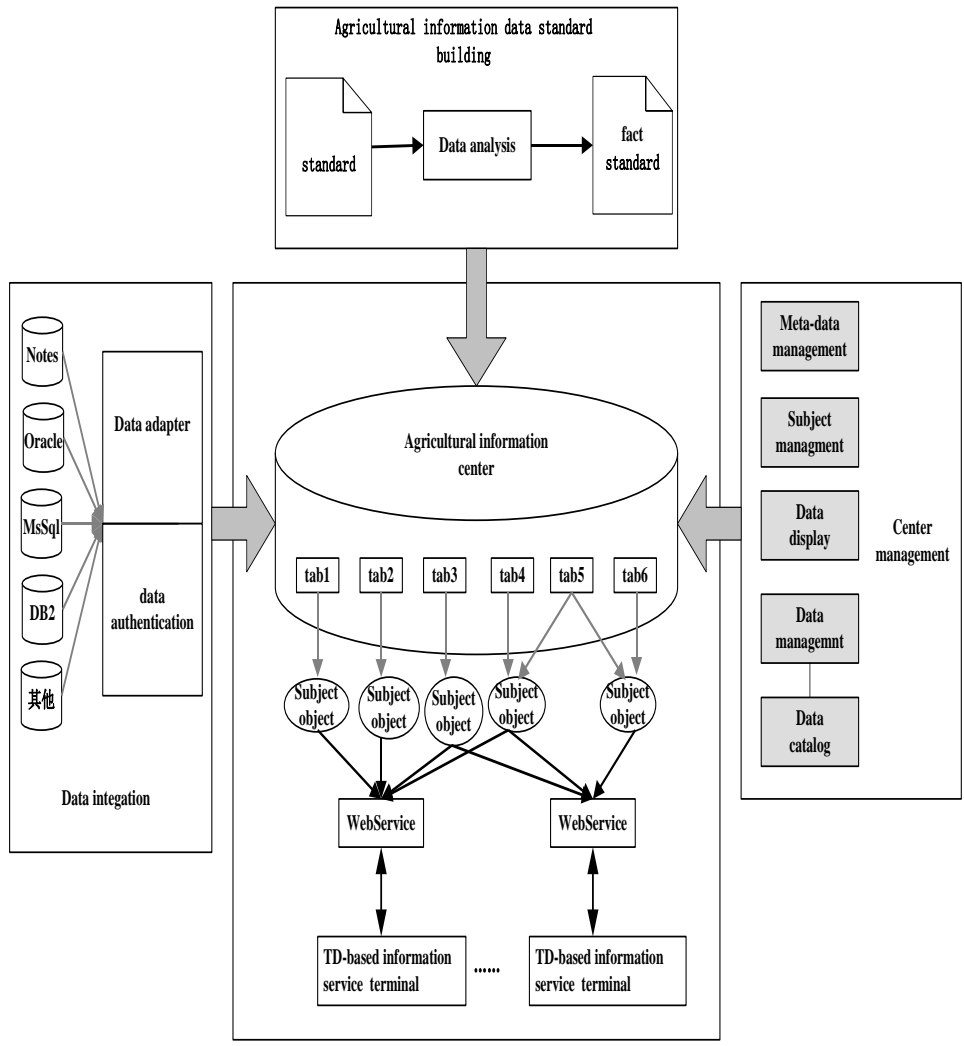 Agricultural information data standard
building
standard
Data analysis
fact
standard
Notes
Oracle
MsSql
DB2
其他
Data adapter
data
authentication
Data integation
Agricultural information
center
tab1
tab2
tab3
tab4
tab5
tab6
Subject
object
Subject
object
Subject
object
Subject
object
Subject
object
WebService
WebService
TD-based information
service terminal
......
TD-based information
service terminal
Meta-data
management
Subject
managment
Data
display
Data
managemnt
Data
catalog
Center
management